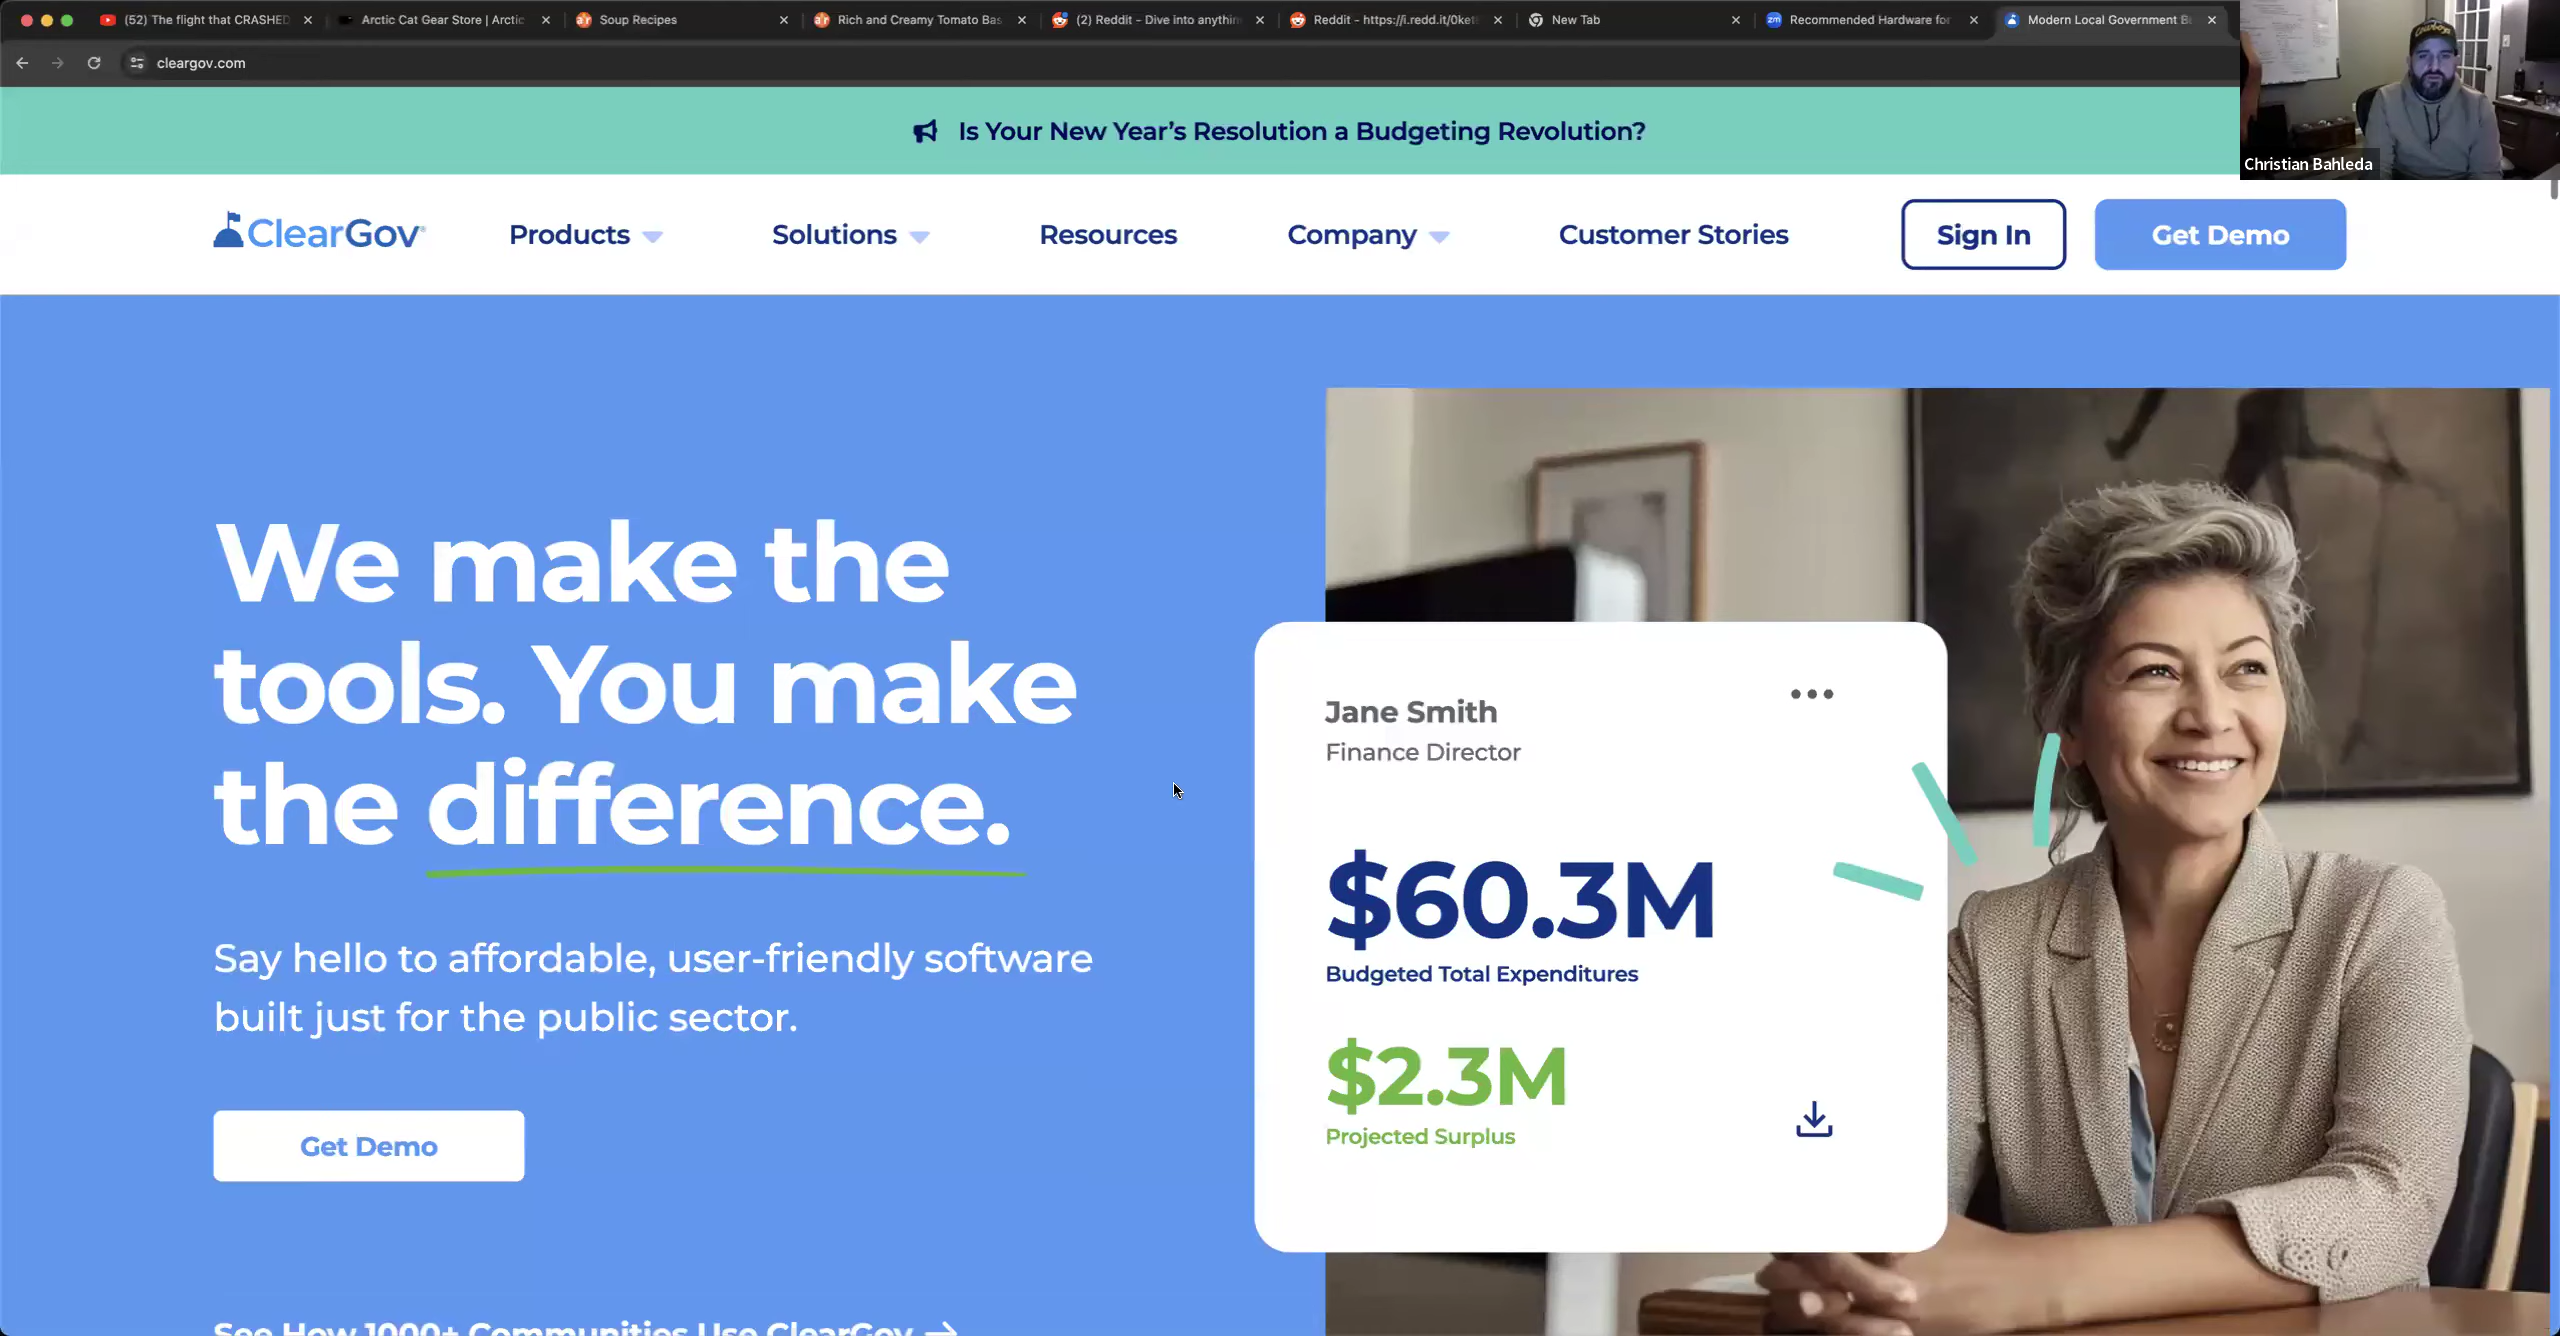 (52) The flight that CRASHED
Arctic Cat Gear Store | Arctic
Soup Recipes
Rich and Creamy Tomato Bas
(2) Reddit - Dive into anythin
Reddit - https://i.redd.it/0ket
New Tab
Recommended Hardware for
Modern Local Government B
cleargov.com
Christian Bahleda
Is Your New Year's Resolution a Budgeting Revolution?
ClearGov
Products
Solutions
Resources
Company
Customer Stories
Sign In
Get Demo
We make the
tools. You make
the difference.
Say hello to affordable, user-friendly software
built just for the public sector.
Get Demo
See How 1000+ Communities Use ClearGov →
Jane Smith
Finance Director
$60.3M
Budgeted Total Expenditures
$2.3M
Projected Surplus